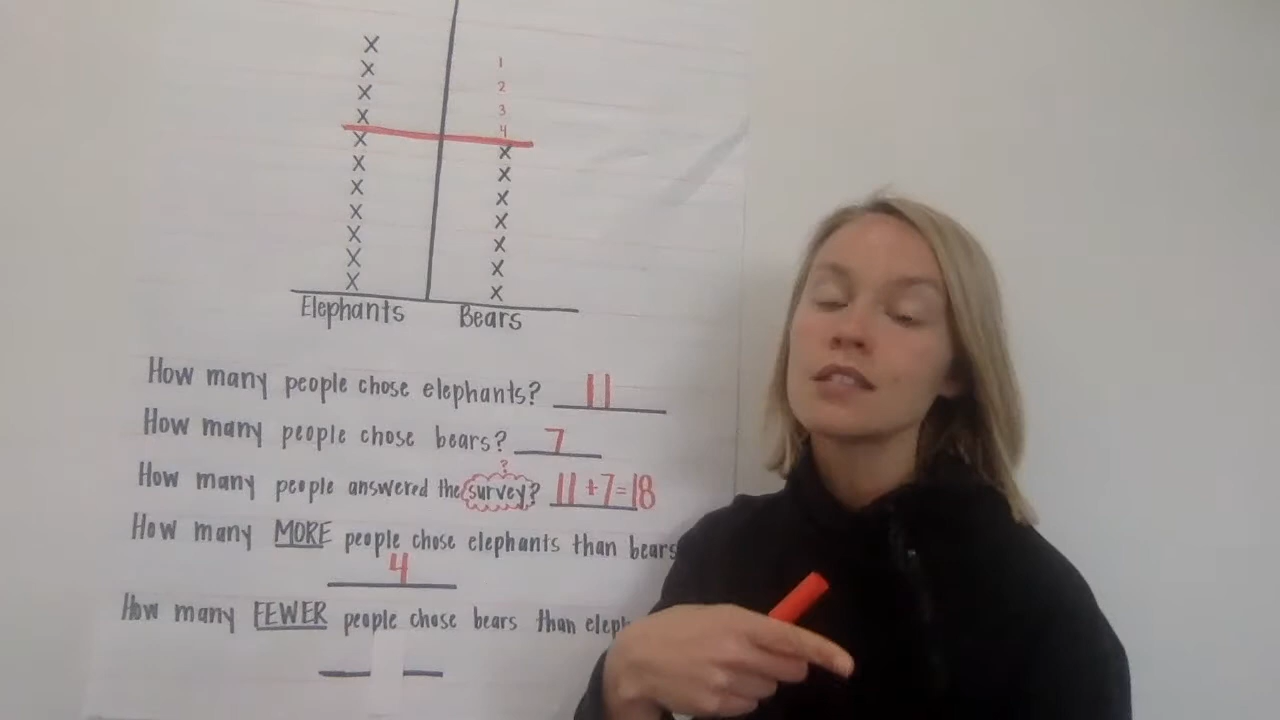 X
X 1
X 2
X 3
X 4
X X
X X
X X
X X
X X
X X
X
Elephants Bears
How many people chose elephants? 11
How many people chose bears? 7
?
How many people answered the survey? 11+7=18
How many MORE people chose elephants than bears
4
How many FEWER people chose bears than